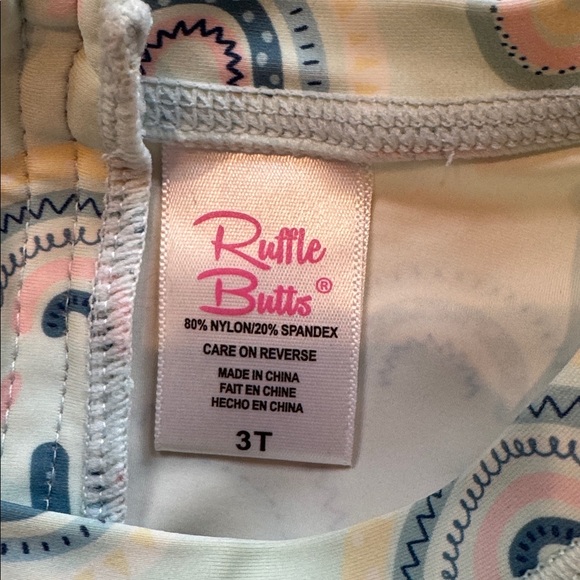 Ruffle
Butts®
80% NYLON/20% SPANDEX
CARE ON REVERSE
MADE IN CHINA
FAIT EN CHINE
HECHO EN CHINA
3T